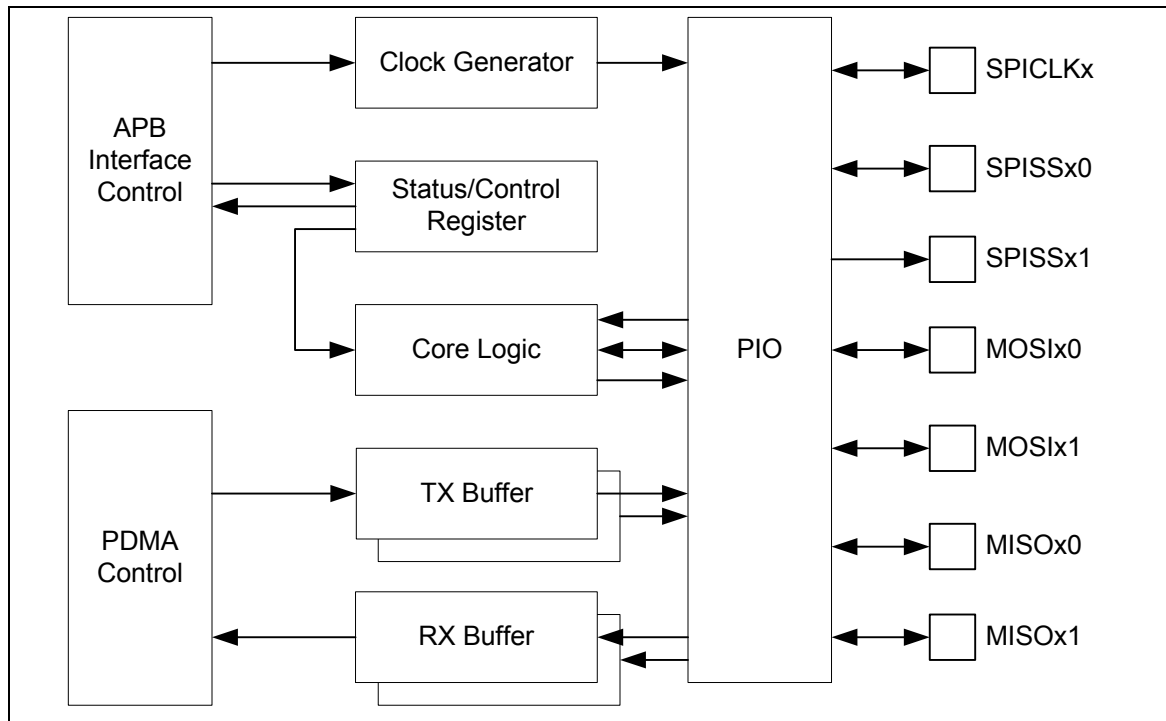 APB
Interface
Control
Clock Generator
Status/Control
Register
Core Logic
PDMA
Control
TX Buffer
RX Buffer
PIO
SPICLKx
SPISSx0
SPISSx1
MOSIx0
MOSIx1
MISOx0
MISOx1